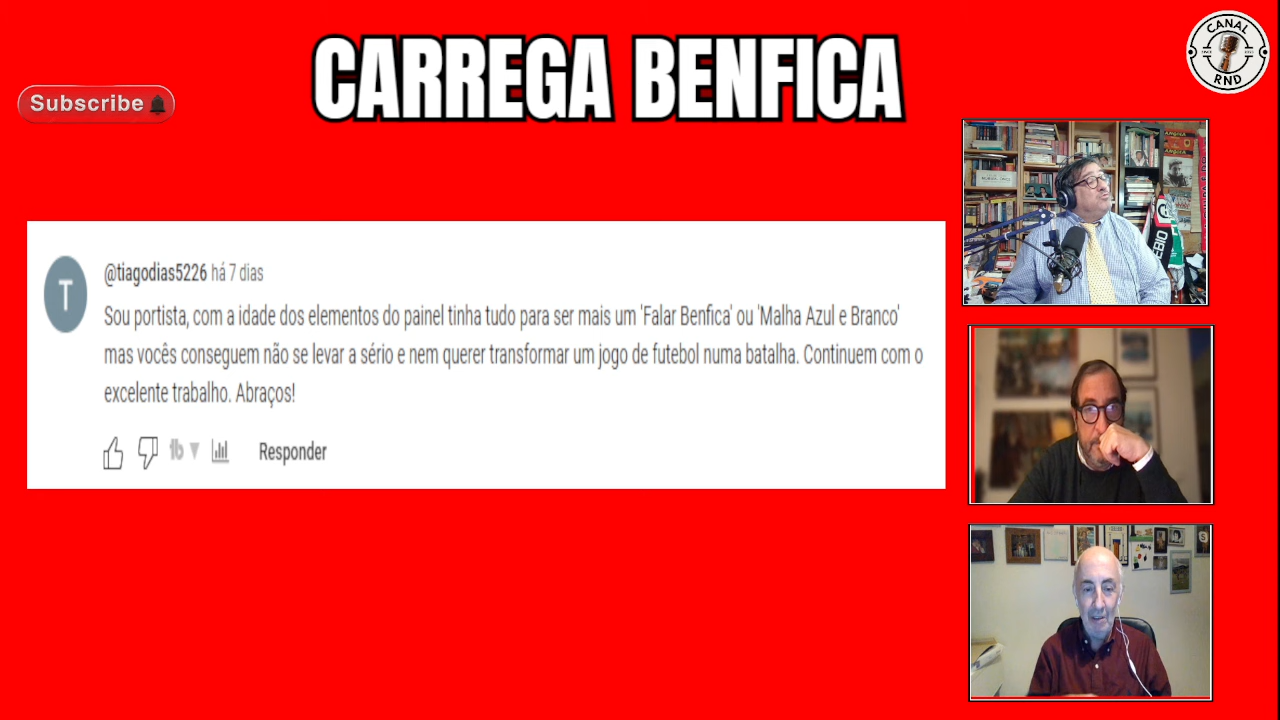 CARREGA BENFICA
CANAL
RND
Subscribe
@tiagodias5226 há 7 dias
Sou portista, com a idade dos elementos do painel tinha tudo para ser mais um 'Falar Benfica' ou 'Malha Azul e Branco'
mas vocês conseguem não se levar a sério e nem querer transformar um jogo de futebol numa batalha. Continuem com o
excelente trabalho. Abraços!
T
Responder